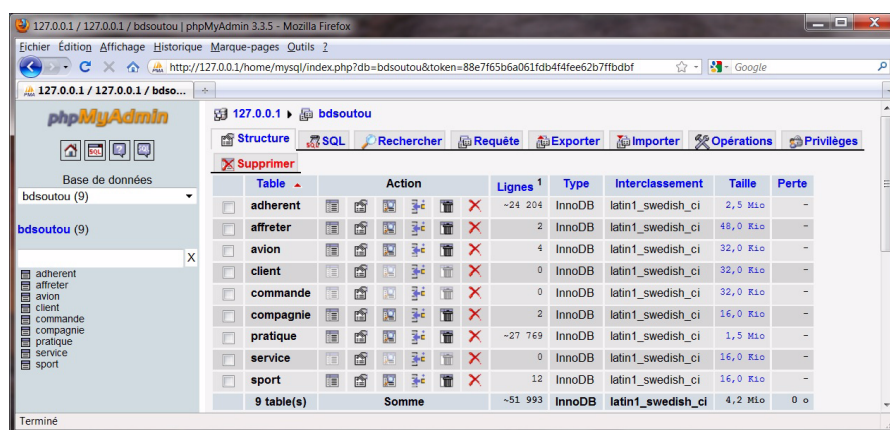 127.0.0.1 / 127.0.0.1 / bdsoutou | phpMyAdmin 3.3.5 - Mozilla Firefox
Eichier Édition Affichage Historique Marque-pages Outils ?
http://127.0.0.1/home/mysql/index.php?db=bdsoutou&token=88e7f65b6a061fdb4f4fee62b7ffbdbf
Google
127.0.0.1 / 127.0.0.1 / bdso...
phpMyAdmin
SQL
Base de données
bdsoutou (9)
bdsoutou (9)
X
adherent
affreter
avion
client
commande
compagnie
pratique
service
sport
127.0.0.1 ▸ bdsoutou
Structure SQL Rechercher Requête Exporter Importer Opérations Privilèges
Supprimer
Table Action Lignes 1 Type Interclassement Taille Perte
adherent ~24 204 InnoDB latin1_swedish_ci 2,5 Mio -
affreter 2 InnoDB latin1_swedish_ci 48,0 Kio -
avion 4 InnoDB latin1_swedish_ci 32,0 Kio -
client 0 InnoDB latin1_swedish_ci 32,0 Kio -
commande 0 InnoDB latin1_swedish_ci 32,0 Kio -
compagnie 2 InnoDB latin1_swedish_ci 16,0 Kio -
pratique ~27 769 InnoDB latin1_swedish_ci 1,5 Mio -
service 0 InnoDB latin1_swedish_ci 16,0 Kio -
sport 12 InnoDB latin1_swedish_ci 16,0 Kio -
9 table(s) Somme ~51 993 InnoDB latin1_swedish_ci 4,2 Mio 0 o
Terminé